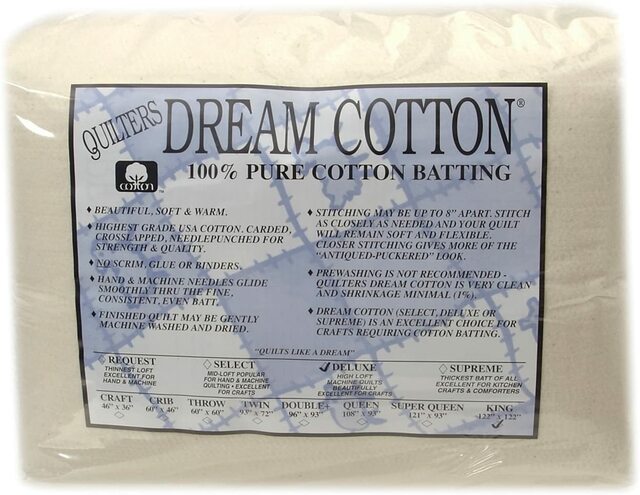 QUILTERS DREAM COTTON®
cotton™
100% PURE COTTON BATTING
♦ BEAUTIFUL, SOFT & WARM.
♦ HIGHEST GRADE USA COTTON. CARDED,
CROSSLAPPED, NEEDLEPUNCHED FOR
STRENGTH & QUALITY.
♦ NO SCRIM, GLUE OR BINDERS.
♦ HAND & MACHINE NEEDLES GLIDE
SMOOTHLY THRU THE FINE,
CONSISTENT, EVEN BATT.
♦ FINISHED QUILT MAY BE GENTLY
MACHINE WASHED AND DRIED.
♦ STITCHING MAY BE UP TO 8" APART. STITCH
AS CLOSELY AS NEEDED AND YOUR QUILT
WILL REMAIN SOFT AND FLEXIBLE.
CLOSER STITCHING GIVES MORE OF THE
"ANTIQUED-PUCKERED" LOOK.
♦ PREWASHING IS NOT RECOMMENDED -
QUILTERS DREAM COTTON IS VERY CLEAN
AND SHRINKAGE MINIMAL (1%).
♦ DREAM COTTON (SELECT, DELUXE OR
SUPREME) IS AN EXCELLENT CHOICE FOR
CRAFTS REQUIRING COTTON BATTING.
"QUILTS LIKE A DREAM"
◇ REQUEST
THINNEST LOFT
EXCELLENT FOR
HAND & MACHINE
◇ SELECT
MID-LOFT POPULAR
FOR HAND & MACHINE
QUILTING • EXCELLENT
FOR CRAFTS
✓ DELUXE
HIGH LOFT
MACHINE QUILTS
BEAUTIFULLY
EXCELLENT FOR CRAFTS
◇ SUPREME
THICKEST BATT OF ALL
EXCELLENT FOR KITCHEN
CRAFTS & COMFORTERS
CRAFT
46" x 36"
CRIB
60" x 46"
THROW
60" x 60"
TWIN
93" x 72"
DOUBLE+
96" x 93"
QUEEN
108" x 93"
SUPER QUEEN
121" x 93"
KING
122" x 122"
✓